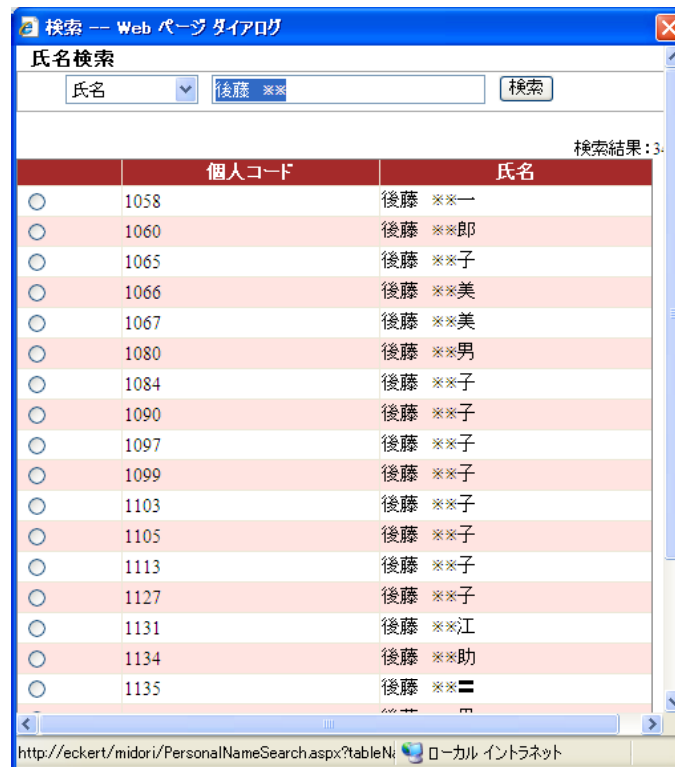 検索 -- Web ページ ダイアログ
氏名検索
氏名 後藤 ※※ 検索
検索結果:34
個人コード 氏名
1058 後藤 ※※一
1060 後藤 ※※郎
1065 後藤 ※※子
1066 後藤 ※※美
1067 後藤 ※※美
1080 後藤 ※※男
1084 後藤 ※※子
1090 後藤 ※※子
1097 後藤 ※※子
1099 後藤 ※※子
1103 後藤 ※※子
1105 後藤 ※※子
1113 後藤 ※※子
1127 後藤 ※※子
1131 後藤 ※※江
1134 後藤 ※※助
1135 後藤 ※※二
http://eckert/midori/PersonalNameSearch.aspx?tableNa ローカル イントラネット